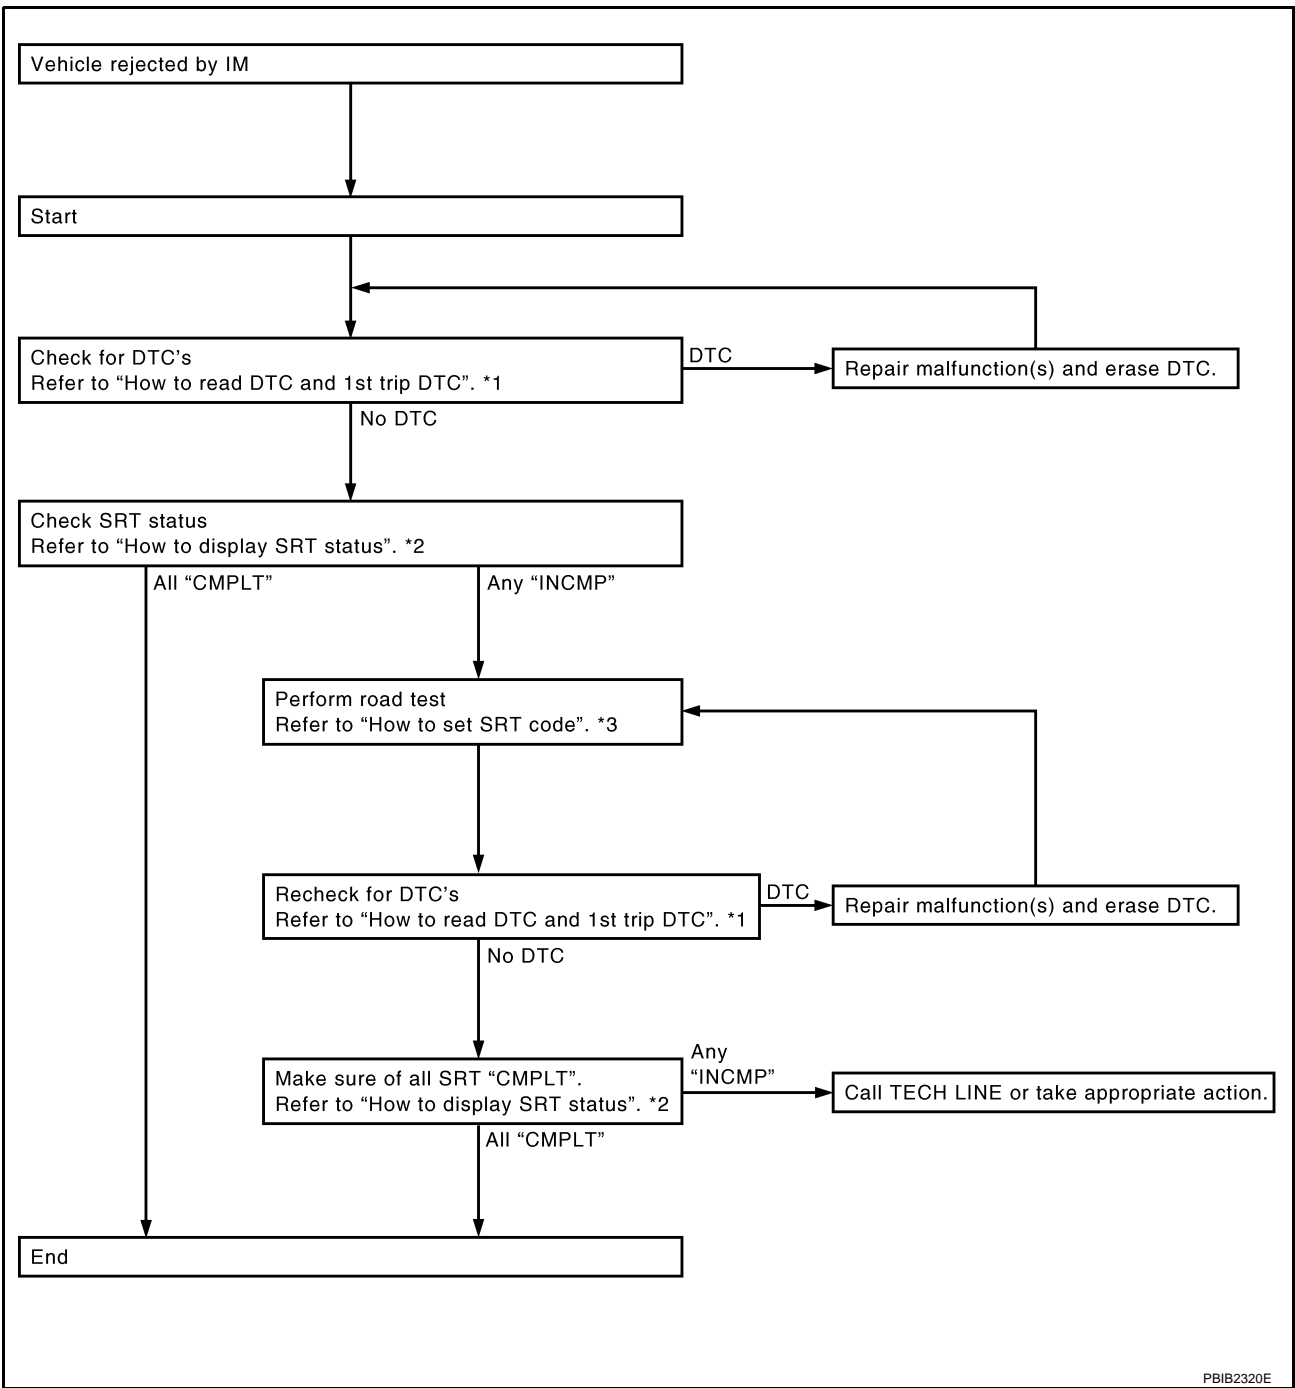 Vehicle rejected by IM
Start
Check for DTC's
Refer to “How to read DTC and 1st trip DTC”. *1
DTC
Repair malfunction(s) and erase DTC.
No DTC
Check SRT status
Refer to “How to display SRT status”. *2
All “CMPLT”
Any “INCMP”
Perform road test
Refer to “How to set SRT code”. *3
Recheck for DTC's
Refer to “How to read DTC and 1st trip DTC”. *1
DTC
Repair malfunction(s) and erase DTC.
No DTC
Make sure of all SRT “CMPLT”.
Refer to “How to display SRT status”. *2
Any
“INCMP”
Call TECH LINE or take appropriate action.
All “CMPLT”
End
PBIB2320E